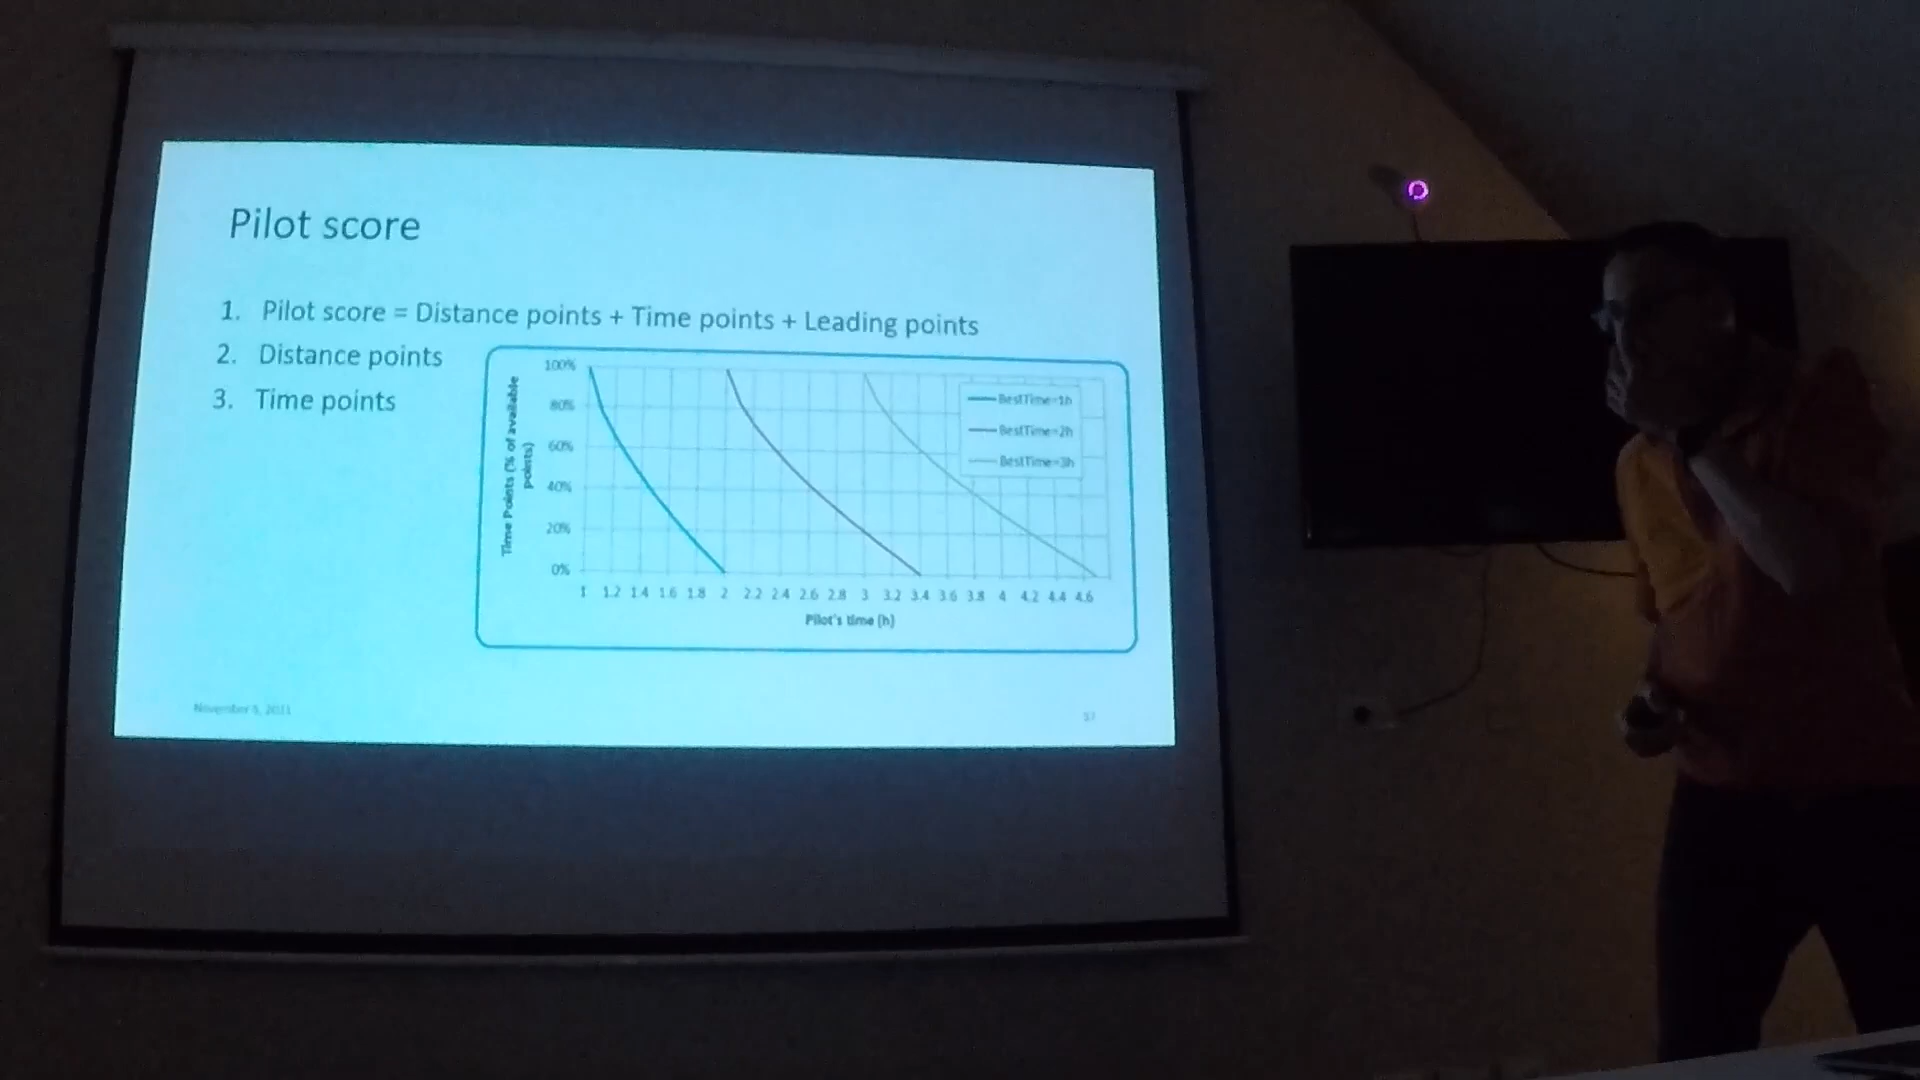 Pilot score
1. Pilot score = Distance points + Time points + Leading points
2. Distance points
3. Time points
Time Points (% of available
points)
100%
80%
60%
40%
20%
0%
BestTime=1h
BestTime=2h
BestTime=3h
1 1.2 1.4 1.6 1.8 2 2.2 2.4 2.6 2.8 3 3.2 3.4 3.6 3.8 4 4.2 4.4 4.6
Pilot's time (h)
November 5, 2011